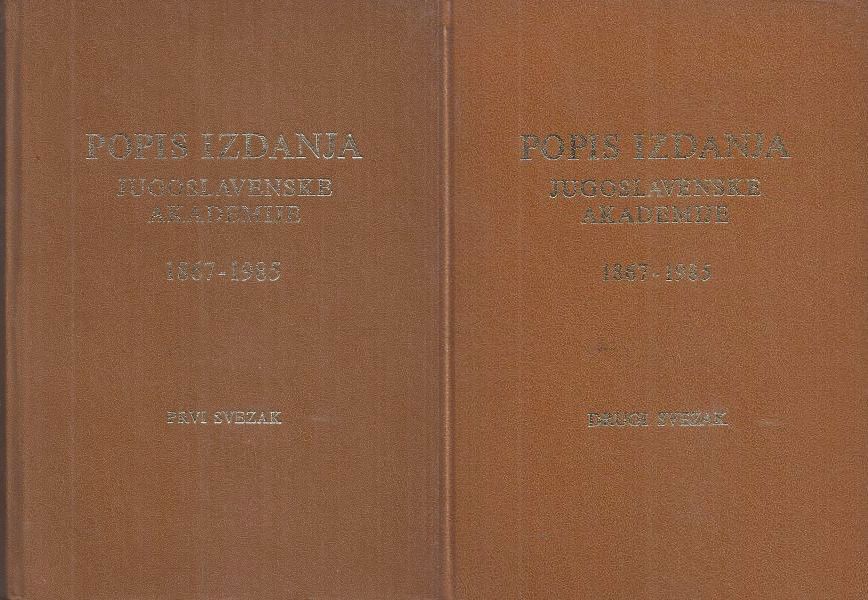 POPIS IZDANJA
JUGOSLAVENSKE
AKADEMIJE
1867-1985
PRVI SVEZAK
POPIS IZDANJA
JUGOSLAVENSKE
AKADEMIJE
1867-1985
DRUGI SVEZAK